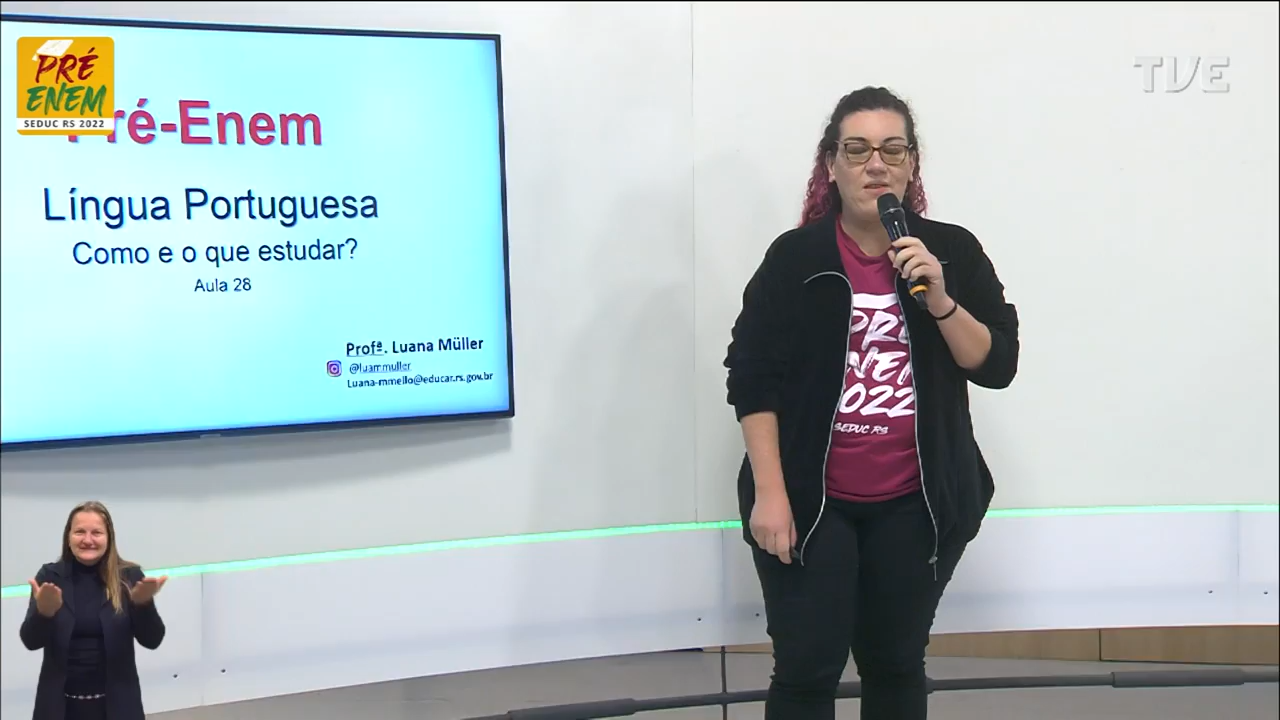 PRÉ
ENEM
SEDUC RS 2022
Pré-Enem
Língua Portuguesa
Como e o que estudar?
Aula 28
Profª. Luana Müller
@luammuller
Luana-mmello@educar.rs.gov.br
TVE
PRÉ
ENEM
2022
SEDUC RS